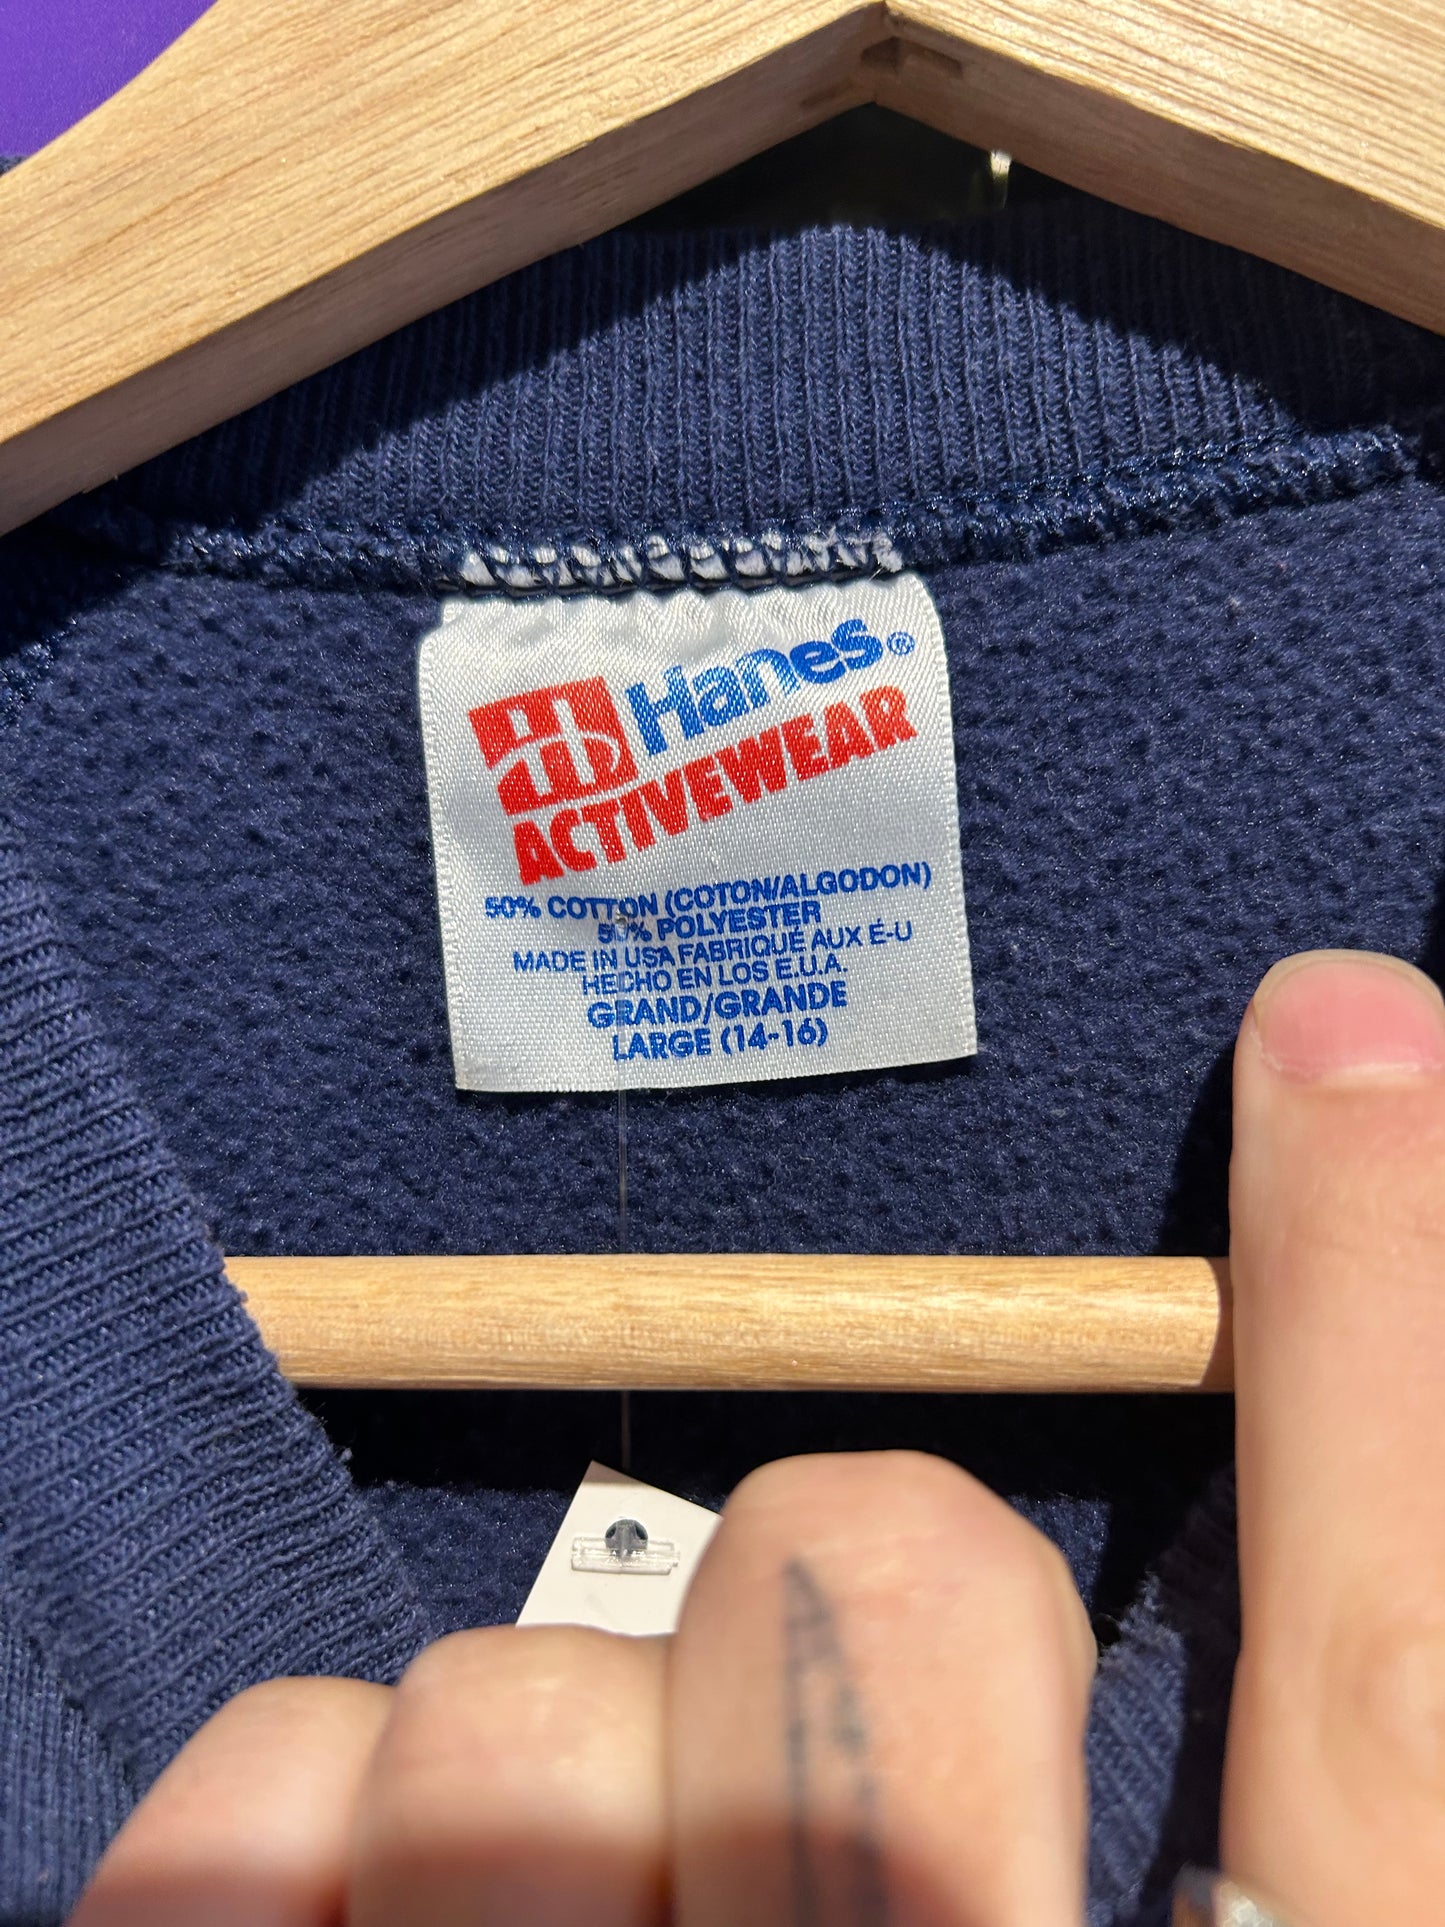 Hanes®
ACTIVEWEAR
50% COTTON (COTON/ALGODON)
50% POLYESTER
MADE IN USA FABRIQUÉ AUX É-U
HECHO EN LOS E.U.A.
GRAND/GRANDE
LARGE (14-16)